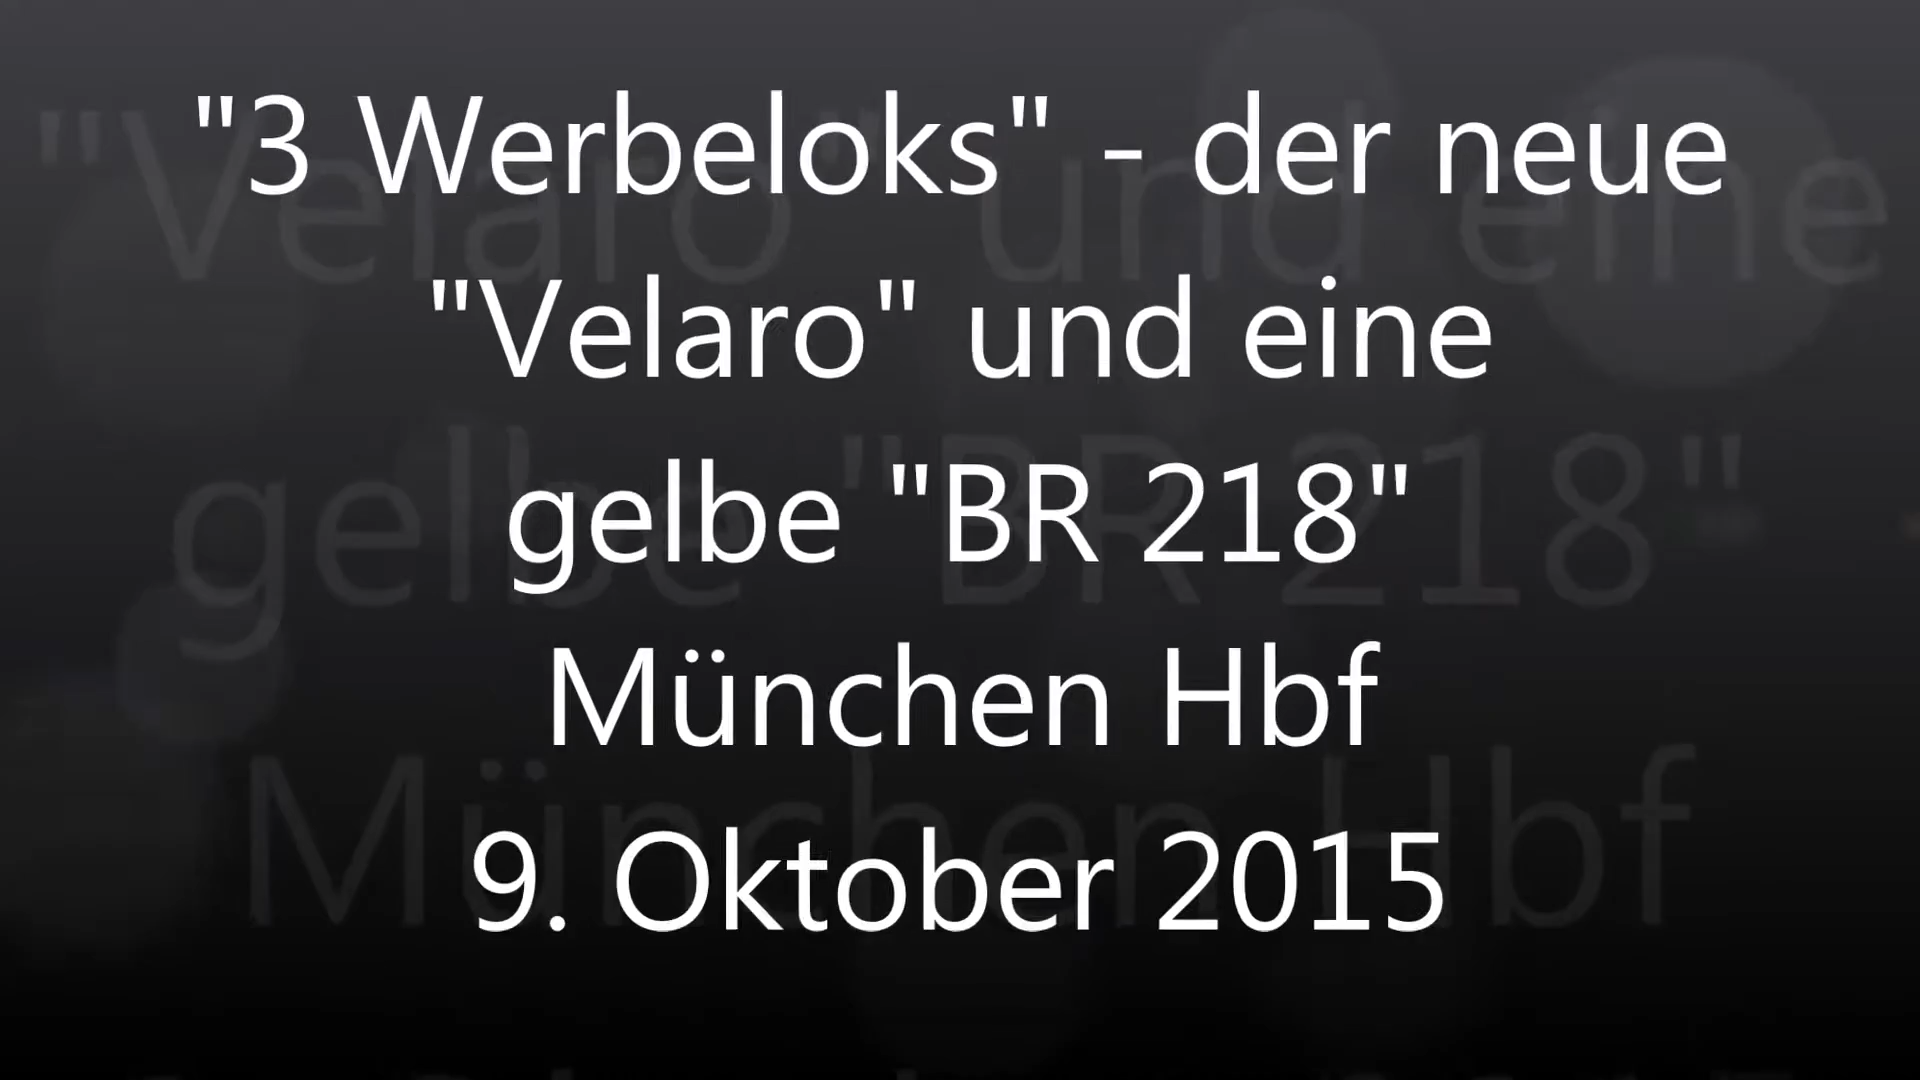 "3 Werbeloks" - der neue
"Velaro" und eine
gelbe "BR 218"
München Hbf
9. Oktober 2015